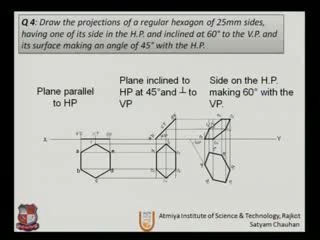 Q 4: Draw the projections of a regular hexagon of 25mm sides,
having one of its side in the H.P. and inclined at 60° to the V.P. and
its surface making an angle of 45° with the H.P.
Plane parallel
to HP
Plane inclined to
HP at 45°and ⊥ to
VP
Side on the H.P.
making 60° with the
VP.
X
Y
a
b
Atmiya Institute of Science & Technology, Rajkot
Satyam Chauhan